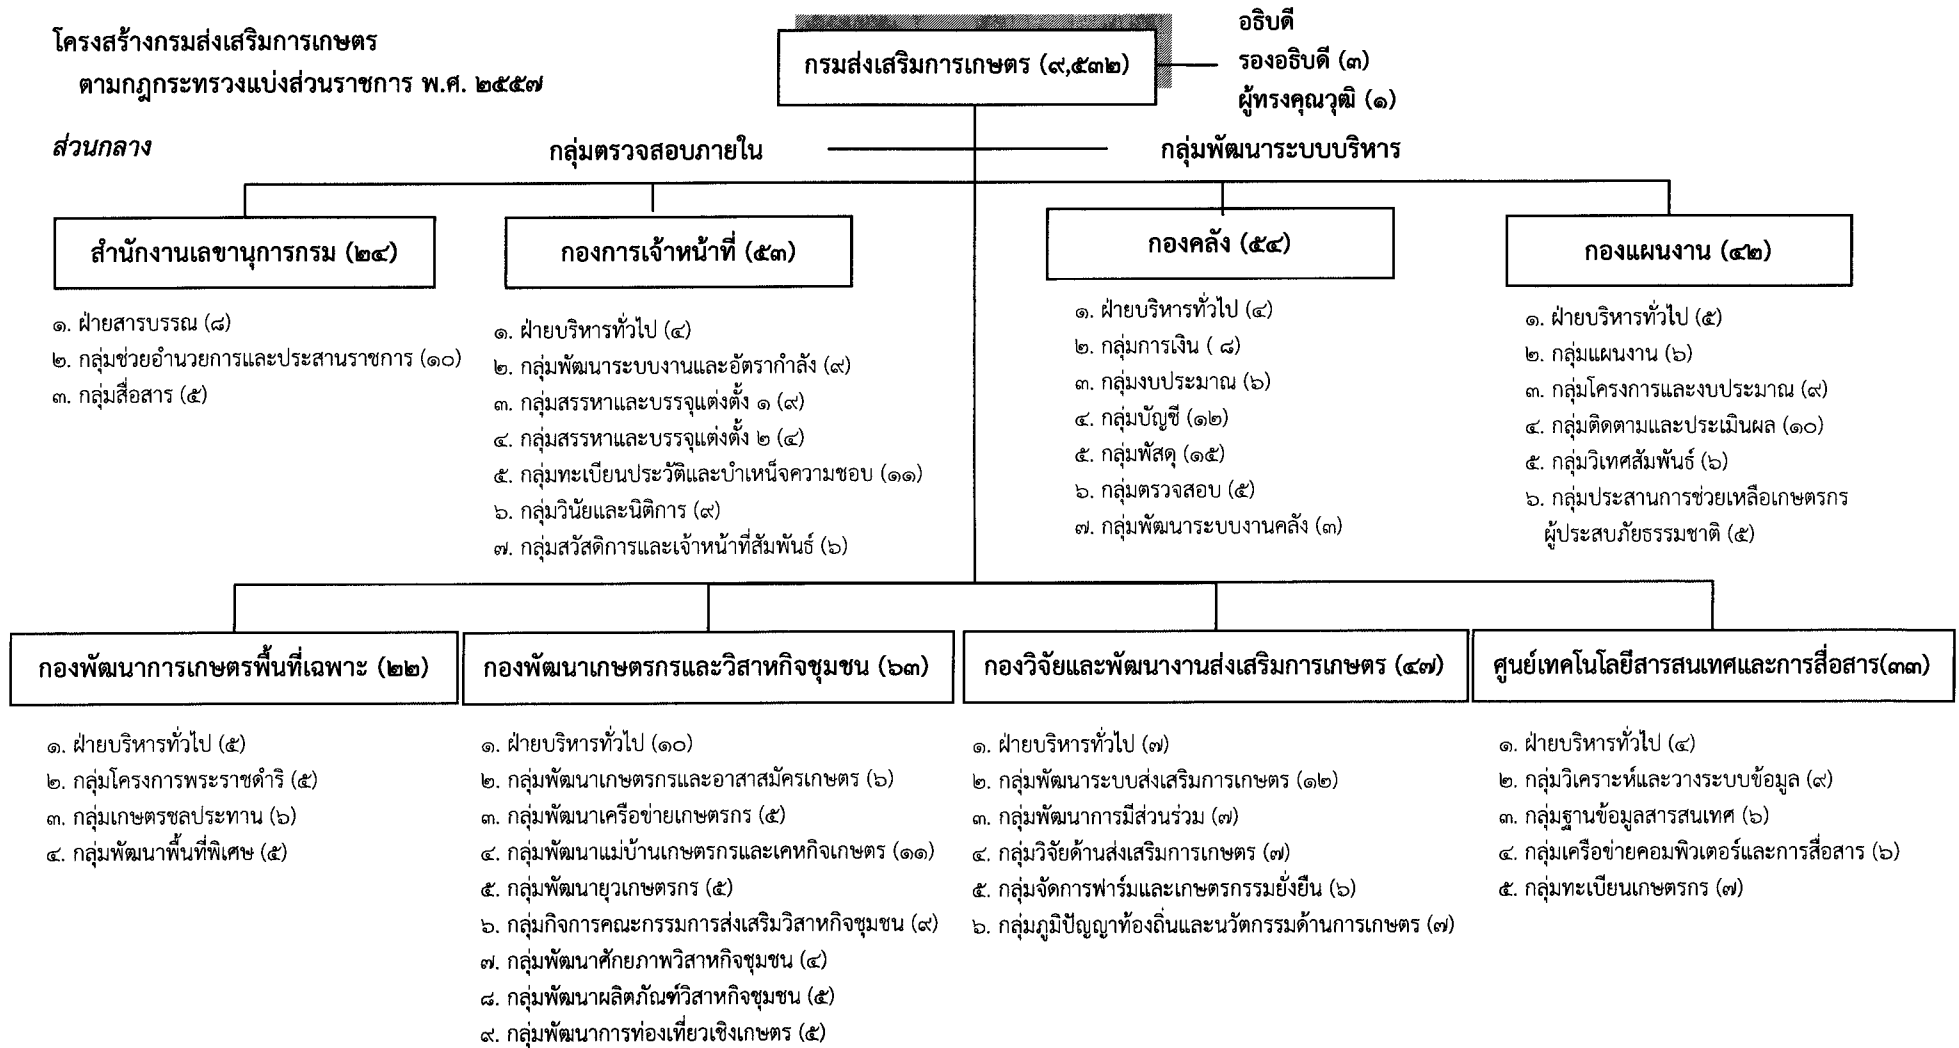 โครงสร้างกรมส่งเสริมการเกษตร
ตามกฎกระทรวงแบ่งส่วนราชการ พ.ศ. ๒๕๕๗
กรมส่งเสริมการเกษตร (๙,๕๓๒)
อธิบดี
รองอธิบดี (๓)
ผู้ทรงคุณวุฒิ (๑)
ส่วนกลาง
กลุ่มตรวจสอบภายใน
กลุ่มพัฒนาระบบบริหาร
สำนักงานเลขานุการกรม (๒๔)
๑. ฝ่ายสารบรรณ (๘)
๒. กลุ่มช่วยอำนวยการและประสานราชการ (๑๐)
๓. กลุ่มสื่อสาร (๕)
กองการเจ้าหน้าที่ (๕๓)
๑. ฝ่ายบริหารทั่วไป (๔)
๒. กลุ่มพัฒนาระบบงานและอัตรากำลัง (๙)
๓. กลุ่มสรรหาและบรรจุแต่งตั้ง ๑ (๙)
๔. กลุ่มสรรหาและบรรจุแต่งตั้ง ๒ (๔)
๕. กลุ่มทะเบียนประวัติและบำเหน็จความชอบ (๑๑)
๖. กลุ่มวินัยและนิติการ (๙)
๗. กลุ่มสวัสดิการและเจ้าหน้าที่สัมพันธ์ (๖)
กองคลัง (๕๔)
๑. ฝ่ายบริหารทั่วไป (๔)
๒. กลุ่มการเงิน ( ๘)
๓. กลุ่มงบประมาณ (๖)
๔. กลุ่มบัญชี (๑๒)
๕. กลุ่มพัสดุ (๑๕)
๖. กลุ่มตรวจสอบ (๕)
๗. กลุ่มพัฒนาระบบงานคลัง (๓)
กองแผนงาน (๔๒)
๑. ฝ่ายบริหารทั่วไป (๕)
๒. กลุ่มแผนงาน (๖)
๓. กลุ่มโครงการและงบประมาณ (๙)
๔. กลุ่มติดตามและประเมินผล (๑๐)
๕. กลุ่มวิเทศสัมพันธ์ (๖)
๖. กลุ่มประสานการช่วยเหลือเกษตรกร
ผู้ประสบภัยธรรมชาติ (๕)
กองพัฒนาการเกษตรพื้นที่เฉพาะ (๒๒)
๑. ฝ่ายบริหารทั่วไป (๕)
๒. กลุ่มโครงการพระราชดำริ (๕)
๓. กลุ่มเกษตรชลประทาน (๖)
๔. กลุ่มพัฒนาพื้นที่พิเศษ (๕)
กองพัฒนาเกษตรกรและวิสาหกิจชุมชน (๖๓)
๑. ฝ่ายบริหารทั่วไป (๑๐)
๒. กลุ่มพัฒนาเกษตรกรและอาสาสมัครเกษตร (๖)
๓. กลุ่มพัฒนาเครือข่ายเกษตรกร (๕)
๔. กลุ่มพัฒนาแม่บ้านเกษตรกรและเคหกิจเกษตร (๑๑)
๕. กลุ่มพัฒนายุวเกษตรกร (๕)
๖. กลุ่มกิจการคณะกรรมการส่งเสริมวิสาหกิจชุมชน (๙)
๗. กลุ่มพัฒนาศักยภาพวิสาหกิจชุมชน (๔)
๘. กลุ่มพัฒนาผลิตภัณฑ์วิสาหกิจชุมชน (๕)
๙. กลุ่มพัฒนาการท่องเที่ยวเชิงเกษตร (๕)
กองวิจัยและพัฒนางานส่งเสริมการเกษตร (๔๗)
๑. ฝ่ายบริหารทั่วไป (๗)
๒. กลุ่มพัฒนาระบบส่งเสริมการเกษตร (๑๒)
๓. กลุ่มพัฒนาการมีส่วนร่วม (๗)
๔. กลุ่มวิจัยด้านส่งเสริมการเกษตร (๗)
๕. กลุ่มจัดการฟาร์มและเกษตรกรรมยั่งยืน (๖)
๖. กลุ่มภูมิปัญญาท้องถิ่นและนวัตกรรมด้านการเกษตร (๗)
ศูนย์เทคโนโลยีสารสนเทศและการสื่อสาร(๓๓)
๑. ฝ่ายบริหารทั่วไป (๔)
๒. กลุ่มวิเคราะห์และวางระบบข้อมูล (๙)
๓. กลุ่มฐานข้อมูลสารสนเทศ (๖)
๔. กลุ่มเครือข่ายคอมพิวเตอร์และการสื่อสาร (๖)
๕. กลุ่มทะเบียนเกษตรกร (๗)